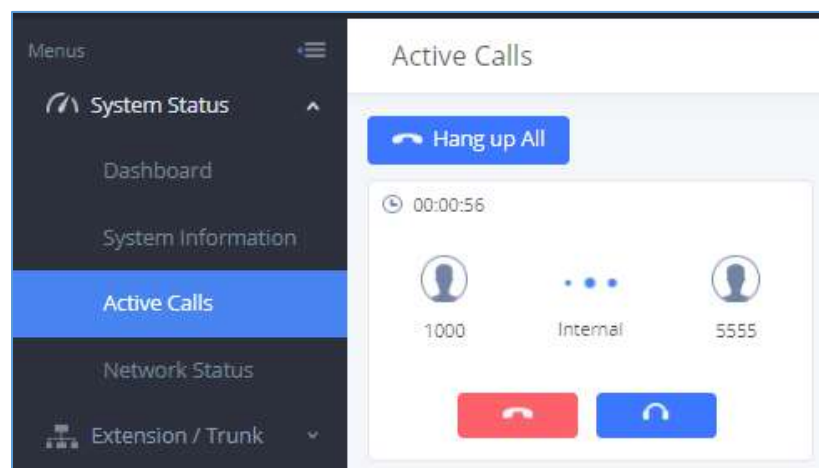 Menus
System Status
Dashboard
System Information
Active Calls
Network Status
Extension / Trunk
Active Calls
Hang up All
00:00:56
1000 Internal 5555